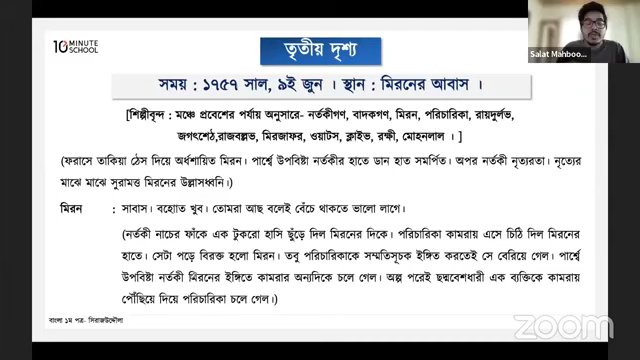 10 MINUTE SCHOOL
তৃতীয় দৃশ্য
Salat Mahboo...
সময় : ১৭৫৭ সাল, ৯ই জুন । স্থান : মিরনের আবাস ।
[শিল্পীবৃন্দ : মঞ্চে প্রবেশের পর্যায় অনুসারে- নর্তকীগণ, বাদকগণ, মিরন, পরিচারিকা, রায়দুর্লভ,
জগৎশেঠ,রাজবল্লভ, মিরজাফর, ওয়াটস, ক্লাইভ, রক্ষী, মোহনলাল । ]
(ফরাসে তাকিয়া ঠেস দিয়ে অর্ধশায়িত মিরন। পার্শ্বে উপবিষ্টা নর্তকীর হাতে ডান হাত সমর্পিত। অপর নর্তকী নৃত্যরতা। নৃত্যের
মাঝে মাঝে সুরামত্ত মিরনের উল্লাসধ্বনি।)
মিরন : সাবাস। বহোত খুব। তোমরা আছ বলেই বেঁচে থাকতে ভালো লাগে।
(নর্তকী নাচের ফাঁকে এক টুকরো হাসি ছুঁড়ে দিল মিরনের দিকে। পরিচারিকা কামরায় এসে চিঠি দিল মিরনের
হাতে। সেটা পড়ে বিরক্ত হলো মিরন। তবু পরিচারিকাকে সম্মতিসূচক ইঙ্গিত করতেই সে বেরিয়ে গেল। পার্শ্বে
উপবিষ্টা নর্তকী মিরনের ইঙ্গিতে কামরার অন্যদিকে চলে গেল। অল্প পরেই ছদ্মবেশধারী এক ব্যক্তিকে কামরায়
পৌঁছিয়ে দিয়ে পরিচারিকা চলে গেল।)
বাংলা ১ম পত্র- সিরাজউদ্দৌলা
zoom